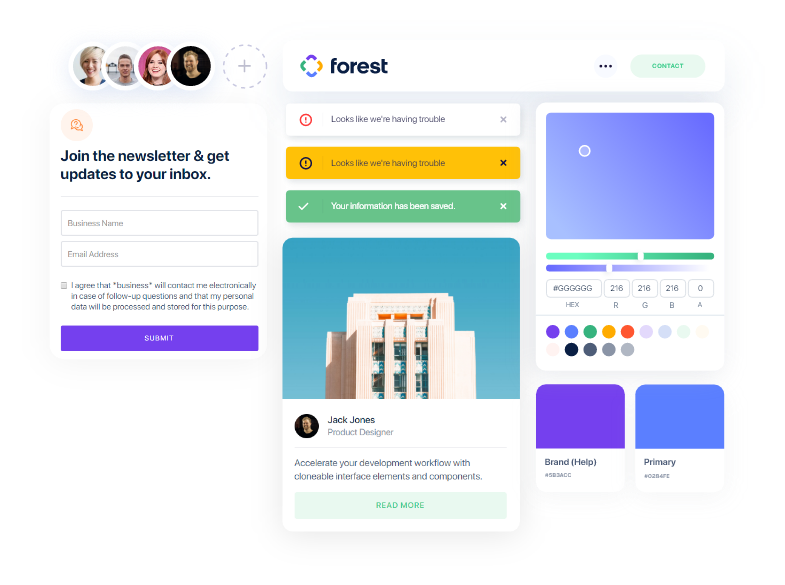 forest
CONTACT
Join the newsletter & get
updates to your inbox.
Business Name
Email Address
I agree that *business* will contact me electronically
in case of follow-up questions and that my personal
data will be processed and stored for this purpose.
SUBMIT
Looks like we're having trouble
Looks like we're having trouble
Your information has been saved.
Jack Jones
Product Designer
Accelerate your development workflow with
cloneable interface elements and components.
READ MORE
#GGGGGG 216 216 216 0
HEX R G B A
Brand (Help)
#5B3ACC
Primary
#0284FE